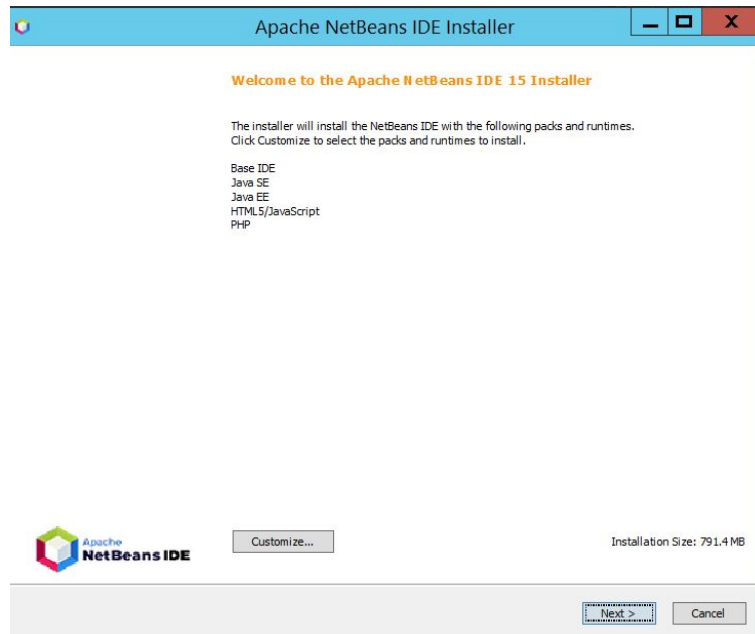 Apache NetBeans IDE Installer
Welcome to the Apache NetBeans IDE 15 Installer
The installer will install the NetBeans IDE with the following packs and runtimes.
Click Customize to select the packs and runtimes to install.
Base IDE
Java SE
Java EE
HTML5/JavaScript
PHP
Apache
NetBeans IDE
Customize...
Installation Size: 791.4 MB
Next >
Cancel